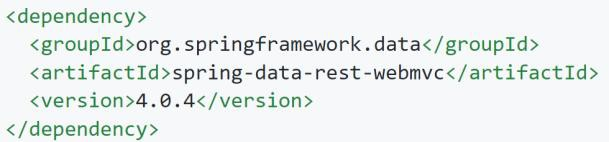 <dependency>
  <groupId>org.springframework.data</groupId>
  <artifactId>spring-data-rest-webmvc</artifactId>
  <version>4.0.4</version>
</dependency>